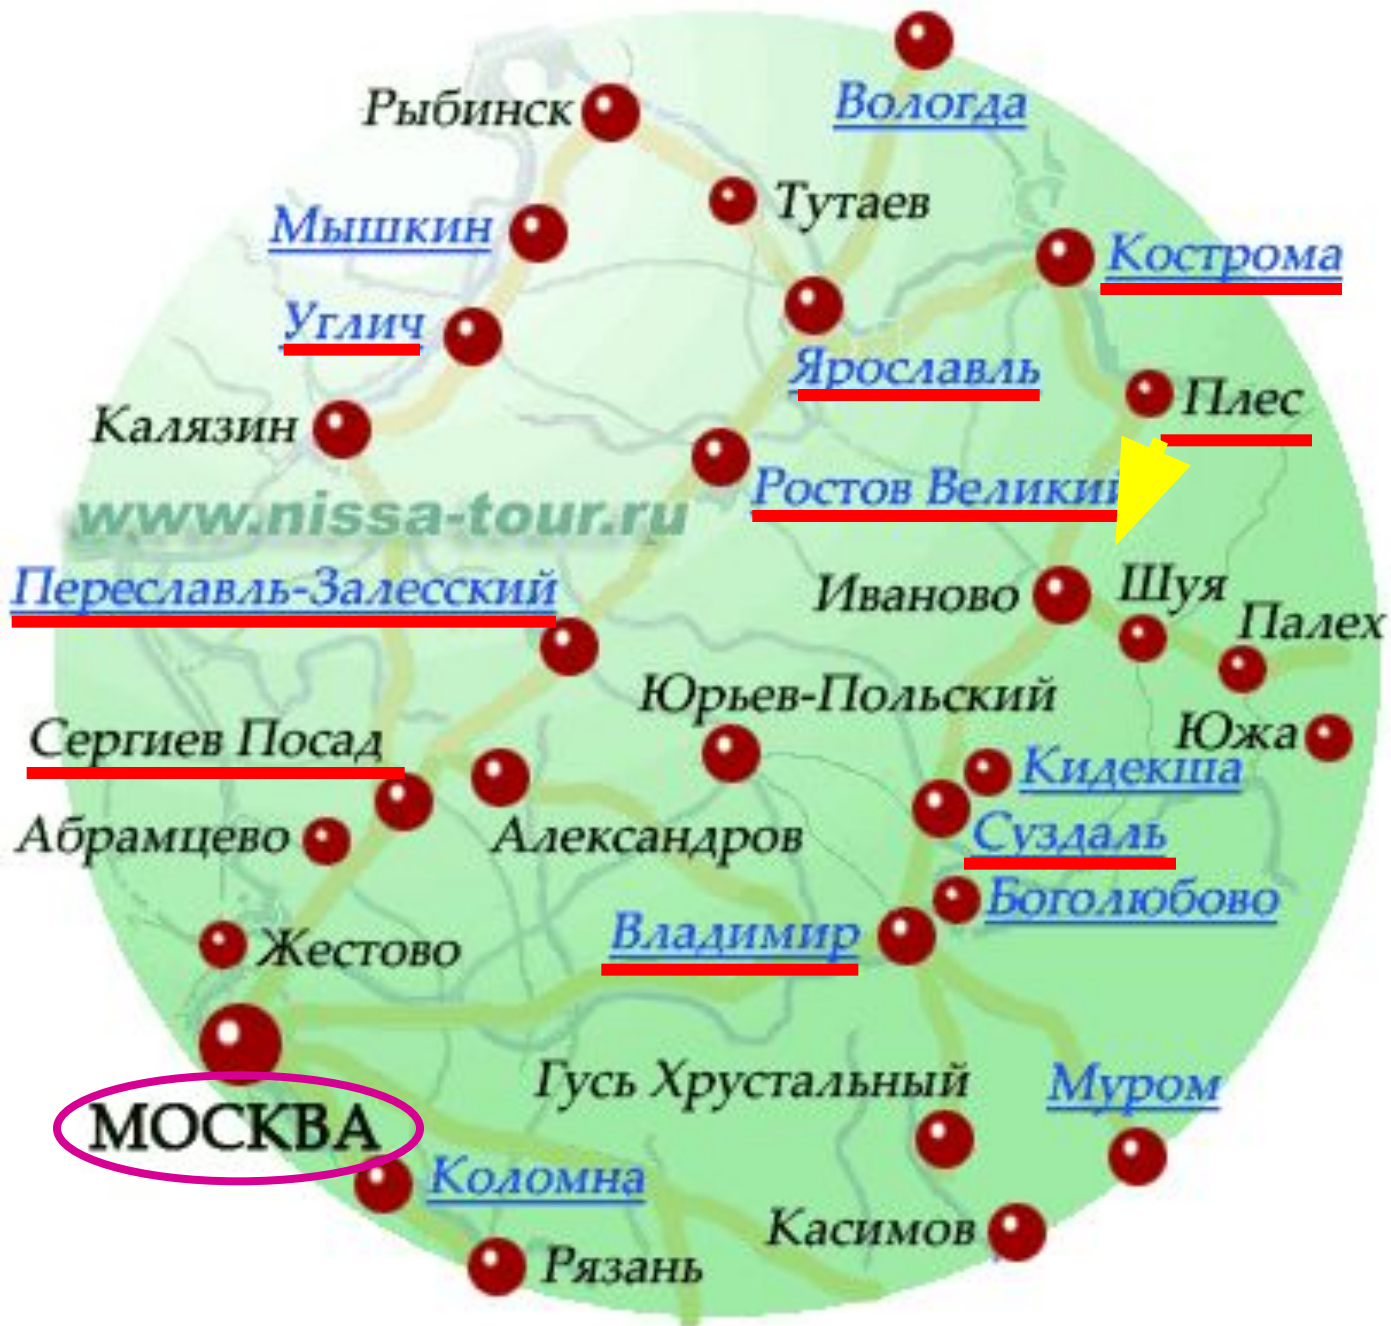 Вологда
Рыбинск
Тутаев
Мышкин
Кострома
Углич
Ярославль
Плес
Калязин
Ростов Великий
www.nissa-tour.ru
Переславль-Залесский
Иваново
Шуя
Палех
Юрьев-Польский
Сергиев Посад
Южа
Кидекша
Абрамцево
Александров
Суздаль
Боголюбово
Владимир
Жестово
Гусь Хрустальный
Муром
МОСКВА
Коломна
Касимов
Рязань